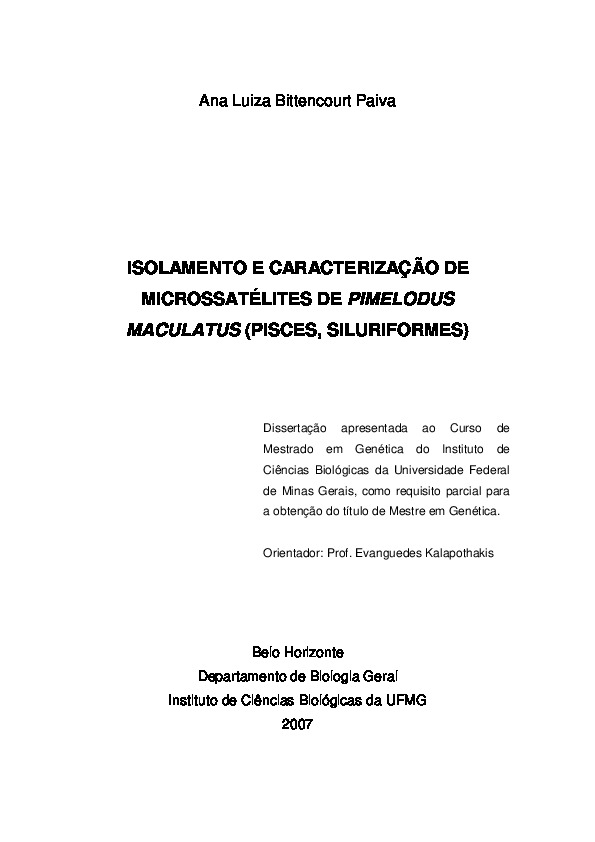 Ana Luiza Bittencourt Paiva
ISOLAMENTO E CARACTERIZAÇÃO DE
MICROSSATÉLITES DE PIMELODUS
MACULATUS (PISCES, SILURIFORMES)
Dissertação apresentada ao Curso de
Mestrado em Genética do Instituto de
Ciências Biológicas da Universidade Federal
de Minas Gerais, como requisito parcial para
a obtenção do título de Mestre em Genética.
Orientador: Prof. Evanguedes Kalapothakis
Belo Horizonte
Departamento de Biologia Geral
Instituto de Ciências Biológicas da UFMG
2007